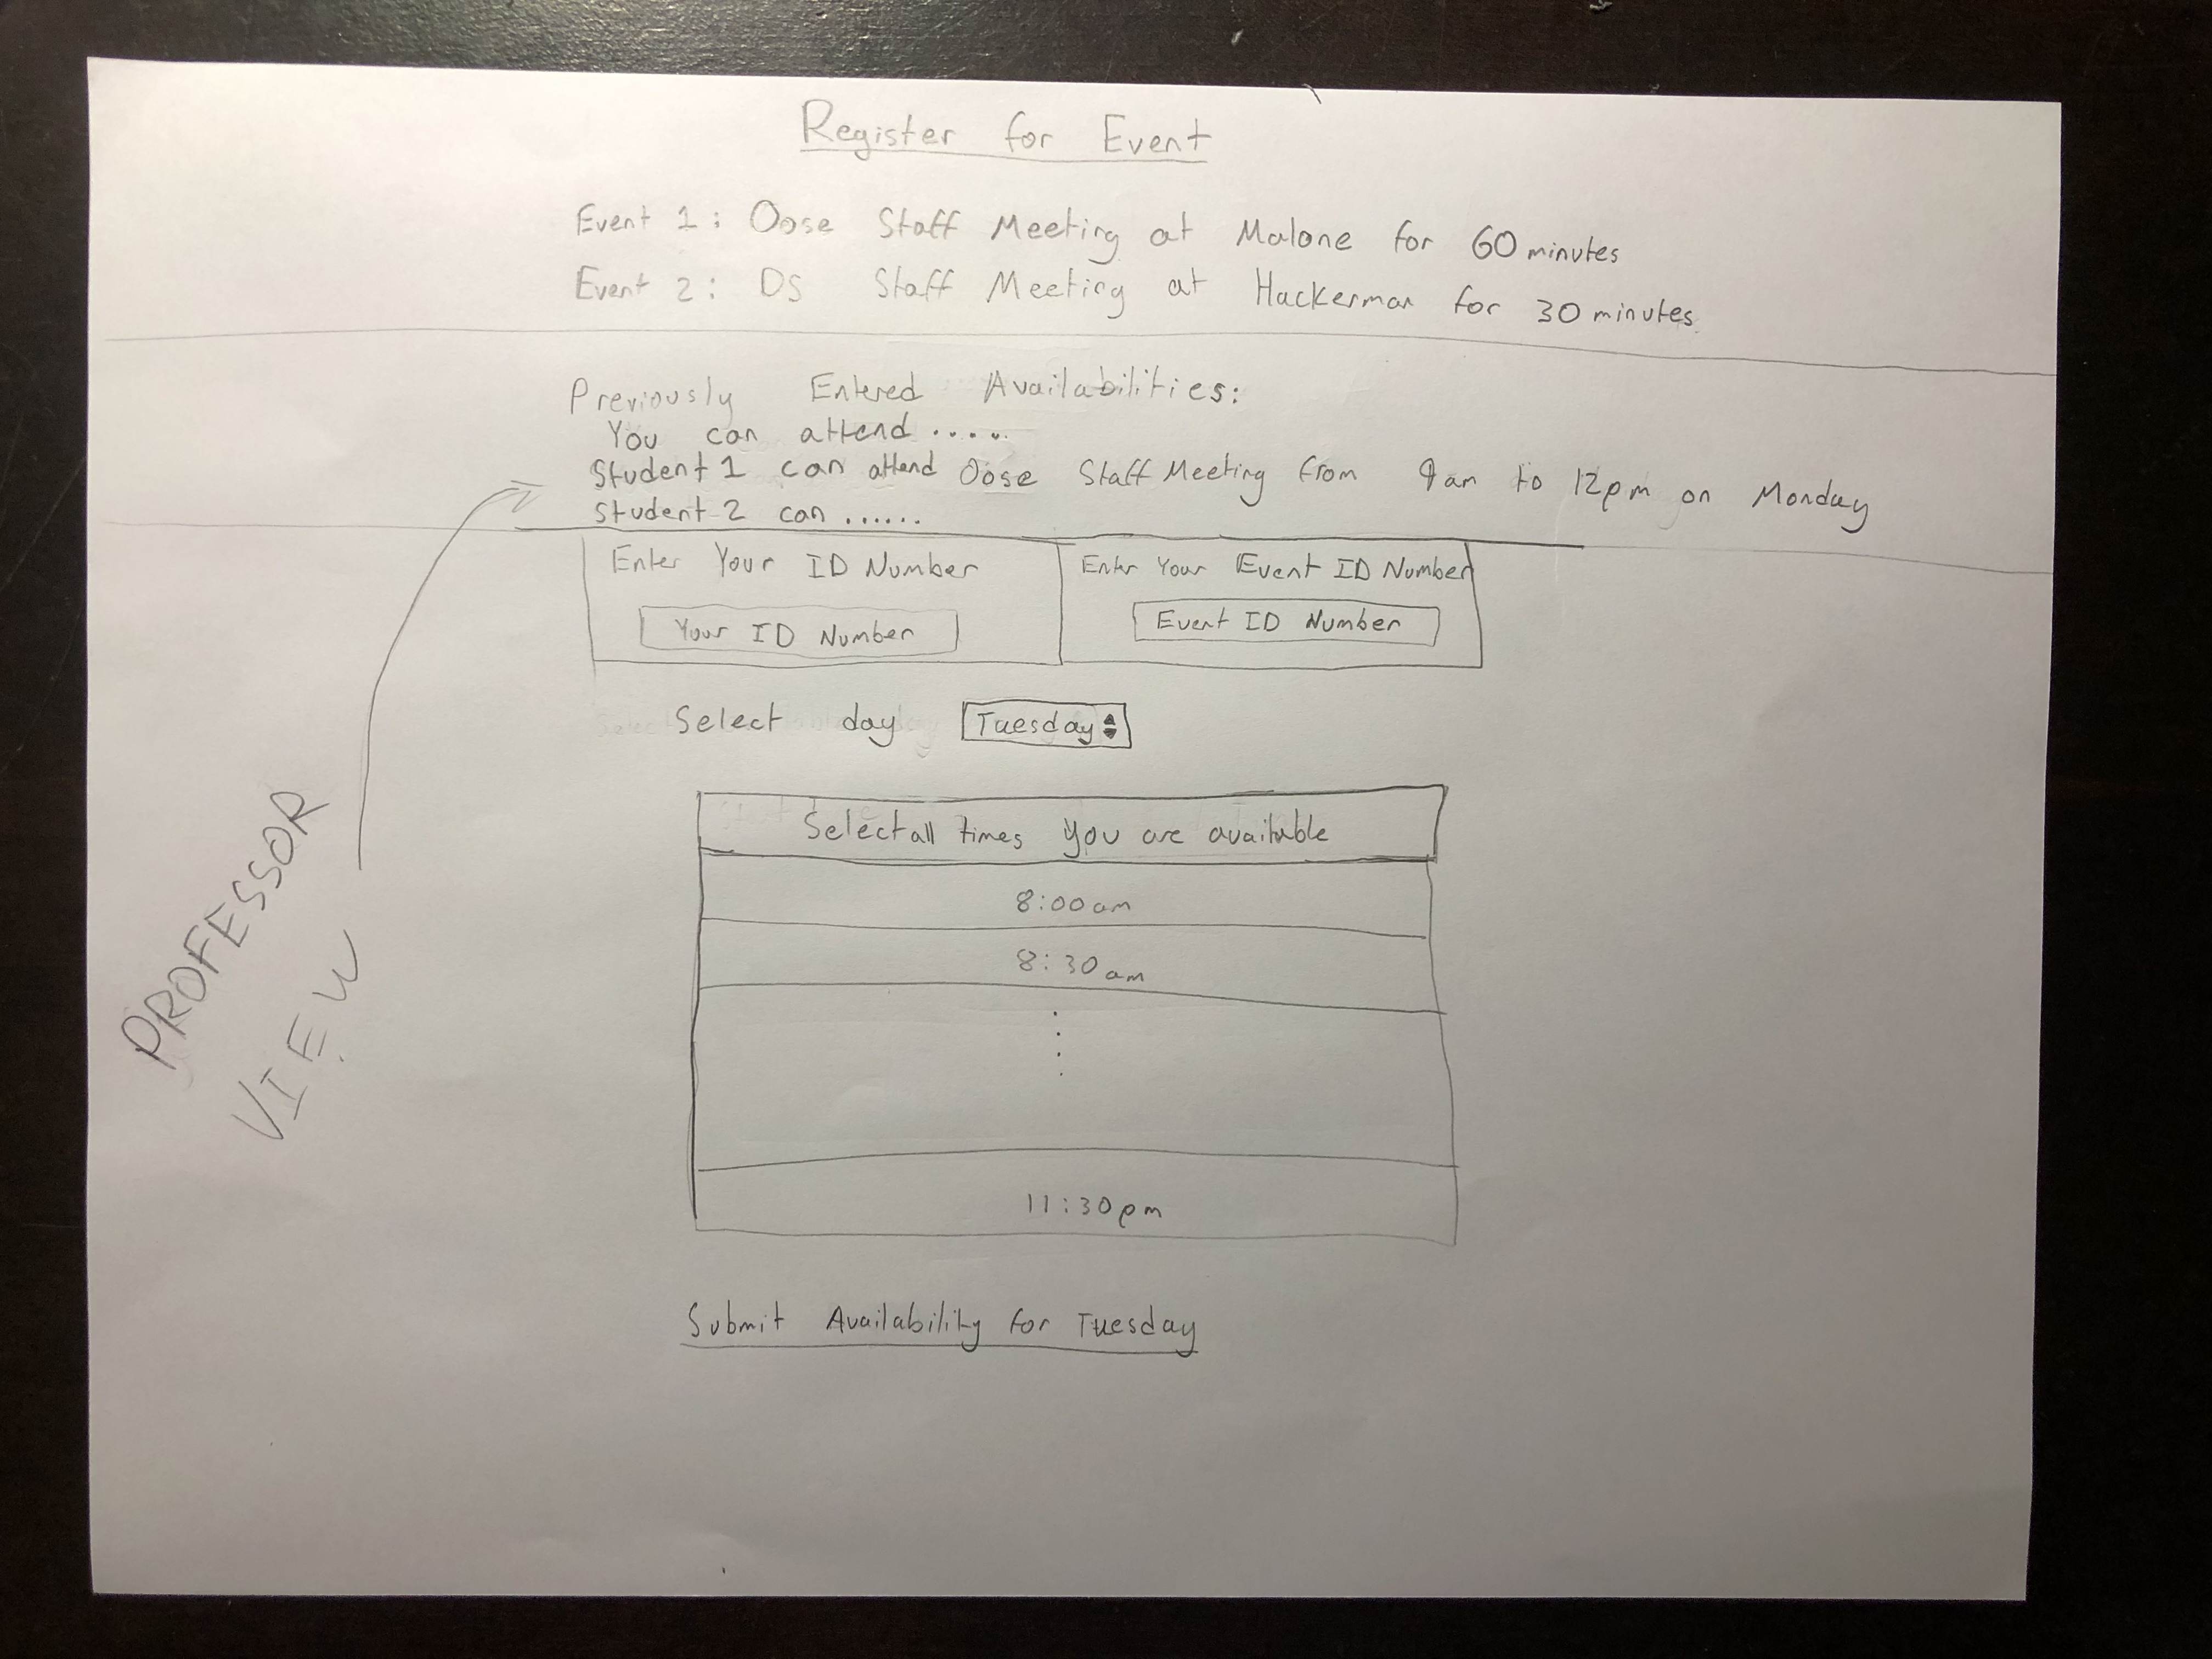 Register for Event
Event 1: Oose Staff Meeting at Malone for 60 minutes
Event 2: DS Staff Meeting at Hackerman for 30 minutes
Previously Entered Availabilities:
You can attend .....
Student 1 can attend Oose Staff Meeting from 9am to 12pm on Monday
Student 2 can ......
Enter Your ID Number
Enter Your Event ID Number
Your ID Number
Event ID Number
Select day Tuesday
Select all times you are available
8:00am
8:30am
11:30pm
Submit Availability for Tuesday
PROFESSOR
VIEW